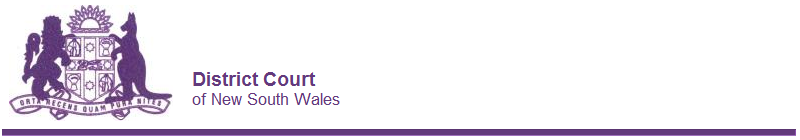 District Court
of New South Wales
ORTA RECENS QUAM PURA NITES